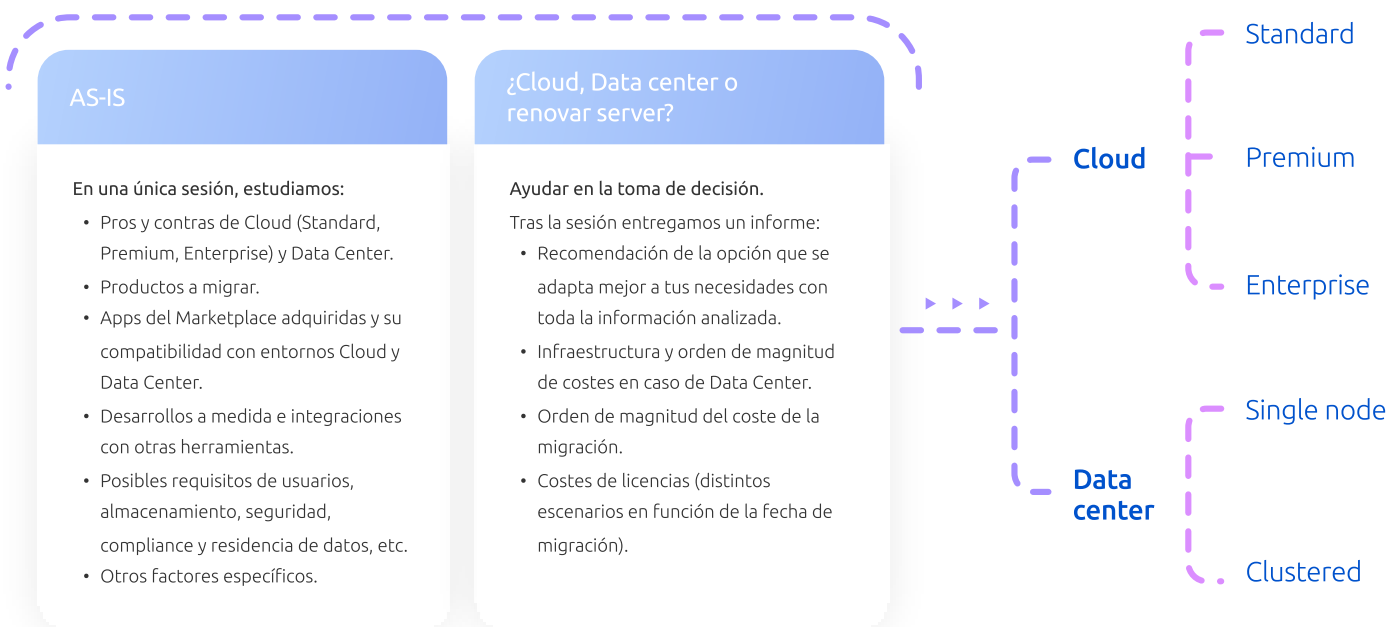 AS-IS
En una única sesión, estudiamos:
• Pros y contras de Cloud (Standard,
Premium, Enterprise) y Data Center.
• Productos a migrar.
• Apps del Marketplace adquiridas y su
compatibilidad con entornos Cloud y
Data Center.
• Desarrollos a medida e integraciones
con otras herramientas.
• Posibles requisitos de usuarios,
almacenamiento, seguridad,
compliance y residencia de datos, etc.
• Otros factores específicos.
¿Cloud, Data center o
renovar server?
Ayudar en la toma de decisión.
Tras la sesión entregamos un informe:
• Recomendación de la opción que se
adapta mejor a tus necesidades con
toda la información analizada.
• Infraestructura y orden de magnitud
de costes en caso de Data Center.
• Orden de magnitud del coste de la
migración.
• Costes de licencias (distintos
escenarios en función de la fecha de
migración).
Cloud
Standard
Premium
Enterprise
Data
center
Single node
Clustered